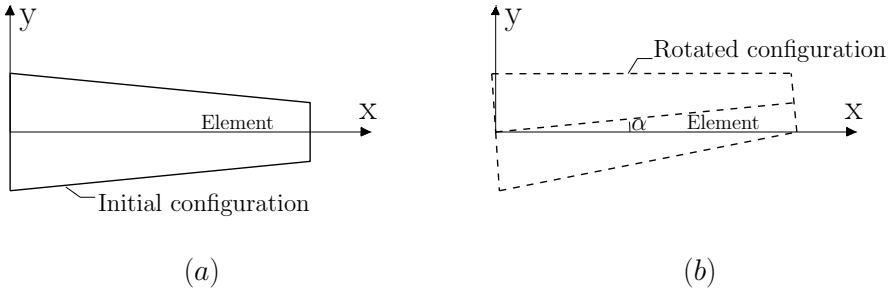 y
x
Element
Initial configuration
(a)
y
Rotated configuration
x
α
Element
(b)